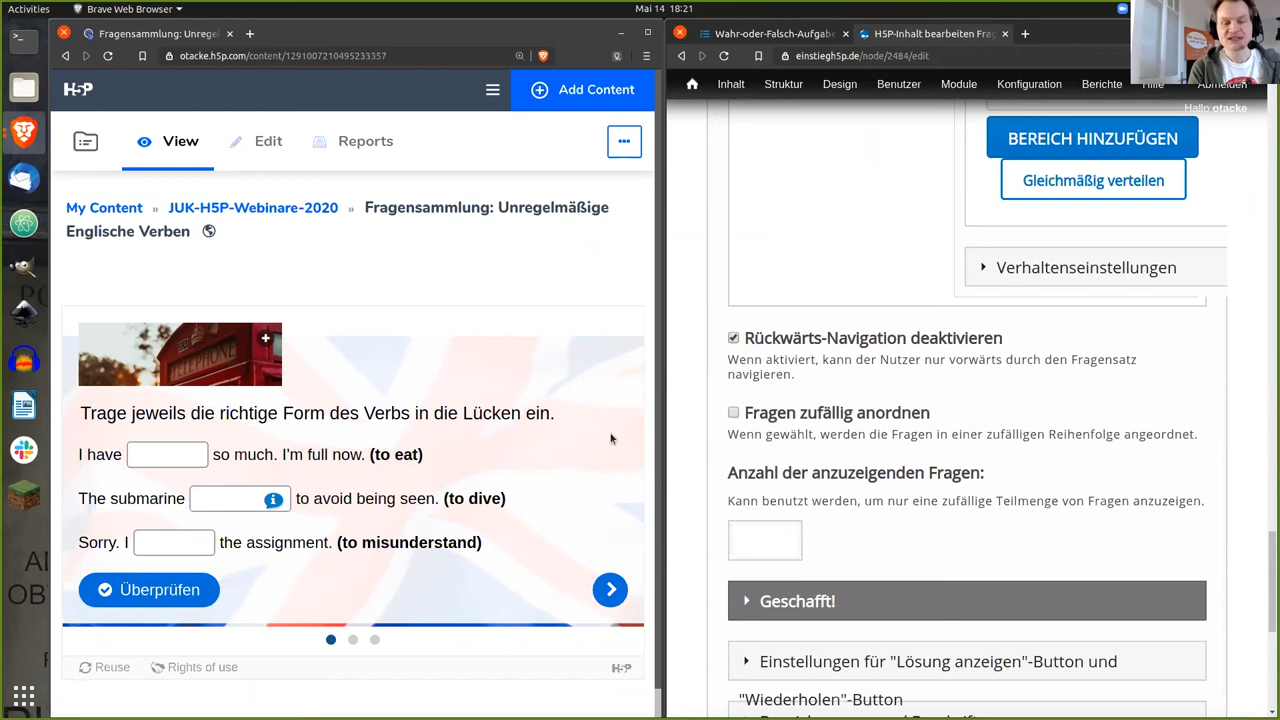 Activities
Brave Web Browser
Mai 14 18:21
Fragensammlung: Unregel
otacke.h5p.com/content/1291007210495233357
H5P
Add Content
View
Edit
Reports
My Content » JUK-H5P-Webinare-2020 » Fragensammlung: Unregelmäßige
Englische Verben
TELEPHONE
Trage jeweils die richtige Form des Verbs in die Lücken ein.
I have so much. I'm full now. (to eat)
The submarine to avoid being seen. (to dive)
Sorry. I the assignment. (to misunderstand)
Überprüfen
Reuse
Rights of use
H5P
Wahr-oder-Falsch-Aufgabe
H5P-Inhalt bearbeiten Frag
einstiegh5p.de/node/2484/edit
Inhalt Struktur Design Benutzer Module Konfiguration Berichte Hilfe Abmelden
Hallo otacke
BEREICH HINZUFÜGEN
Gleichmäßig verteilen
Verhaltenseinstellungen
Rückwärts-Navigation deaktivieren
Wenn aktiviert, kann der Nutzer nur vorwärts durch den Fragensatz
navigieren.
Fragen zufällig anordnen
Wenn gewählt, werden die Fragen in einer zufälligen Reihenfolge angeordnet.
Anzahl der anzuzeigenden Fragen:
Kann benutzt werden, um nur eine zufällige Teilmenge von Fragen anzuzeigen.
Geschafft!
Einstellungen für "Lösung anzeigen"-Button und
"Wiederholen"-Button